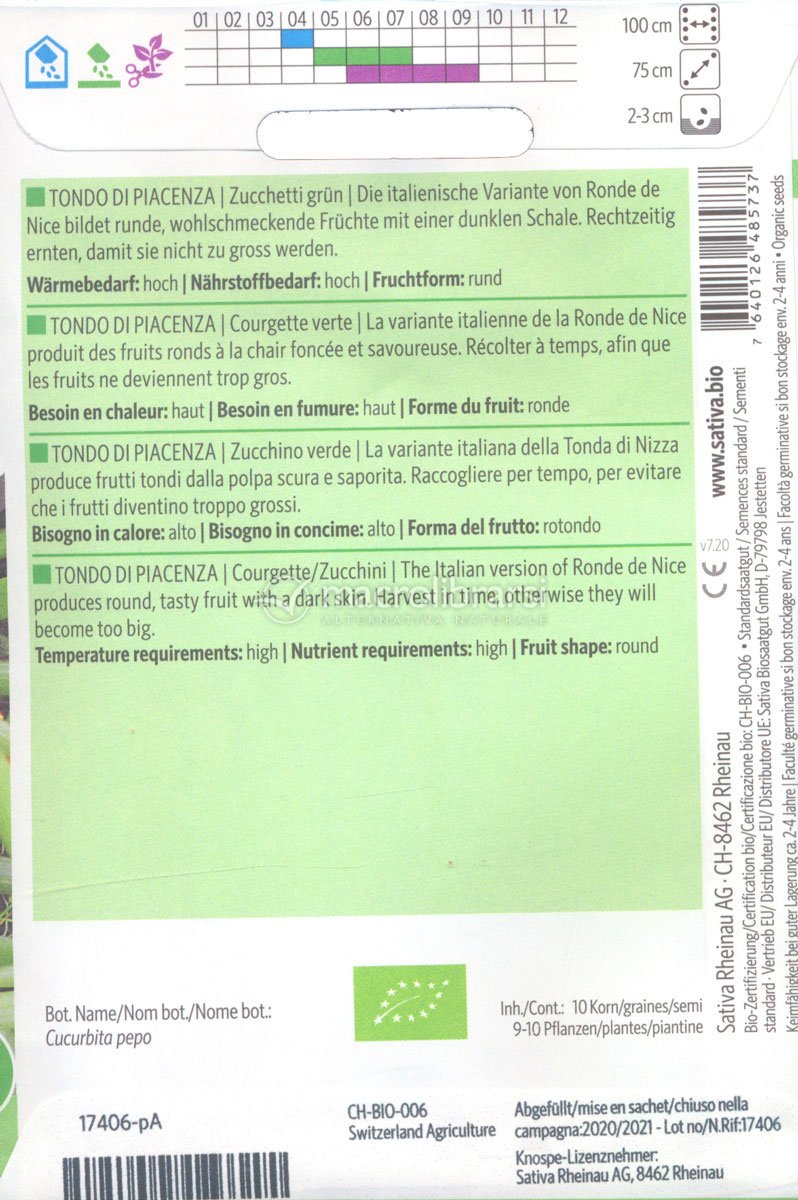 01 | 02 | 03 | 04 | 05 | 06 | 07 | 08 | 09 | 10 | 11 | 12
100 cm
75 cm
2-3 cm
TONDO DI PIACENZA | Zucchetti grün | Die italienische Variante von Ronde de
Nice bildet runde, wohlschmeckende Früchte mit einer dunklen Schale. Rechtzeitig
ernten, damit sie nicht zu gross werden.
Wärmebedarf: hoch | Nährstoffbedarf: hoch | Fruchtform: rund
TONDO DI PIACENZA | Courgette verte | La variante italienne de la Ronde de Nice
produit des fruits ronds à la chair foncée et savoureuse. Récolter à temps, afin que
les fruits ne deviennent trop gros.
Besoin en chaleur: haut | Besoin en fumure: haut | Forme du fruit: ronde
TONDO DI PIACENZA | Zucchino verde | La variante italiana della Tonda di Nizza
produce frutti tondi dalla polpa scura e saporita. Raccogliere per tempo, per evitare
che i frutti diventino troppo grossi.
Bisogno in calore: alto | Bisogno in concime: alto | Forma del frutto: rotondo
TONDO DI PIACENZA | Courgette/Zucchini | The Italian version of Ronde de Nice
produces round, tasty fruit with a dark skin. Harvest in time, otherwise they will
become too big.
Temperature requirements: high | Nutrient requirements: high | Fruit shape: round
ALTERNATIVA NATURALE
7 640126 485737
www.sativa.bio
v7.20
CE
Sativa Rheinau AG · CH-8462 Rheinau
Bio-Zertifizierung/Certification bio/Certificazione bio: CH-BIO-006 • Standardsaatgut / Semences standard / Sementi
standard · Vertrieb EU/ Distributeur EU/ Distributore UE: Sativa Biosaatgut GmbH, D-79798 Jestetten
Keimfähigkeit bei guter Lagerung ca. 2-4 Jahre | Faculté germinative si bon stockage env. 2-4 ans | Facoltà germinative si bon stockage env. 2-4 anni • Organic seeds
Bot. Name/Nom bot./Nome bot.:
Cucurbita pepo
Inh./Cont.: 10 Korn/graines/semi
9-10 Pflanzen/plantes/piantine
17406-pA
CH-BIO-006
Switzerland Agriculture
Abgefüllt/mise en sachet/chiuso nella
campagna:2020/2021 - Lot no/N.Rif:17406
Knospe-Lizenznehmer:
Sativa Rheinau AG, 8462 Rheinau